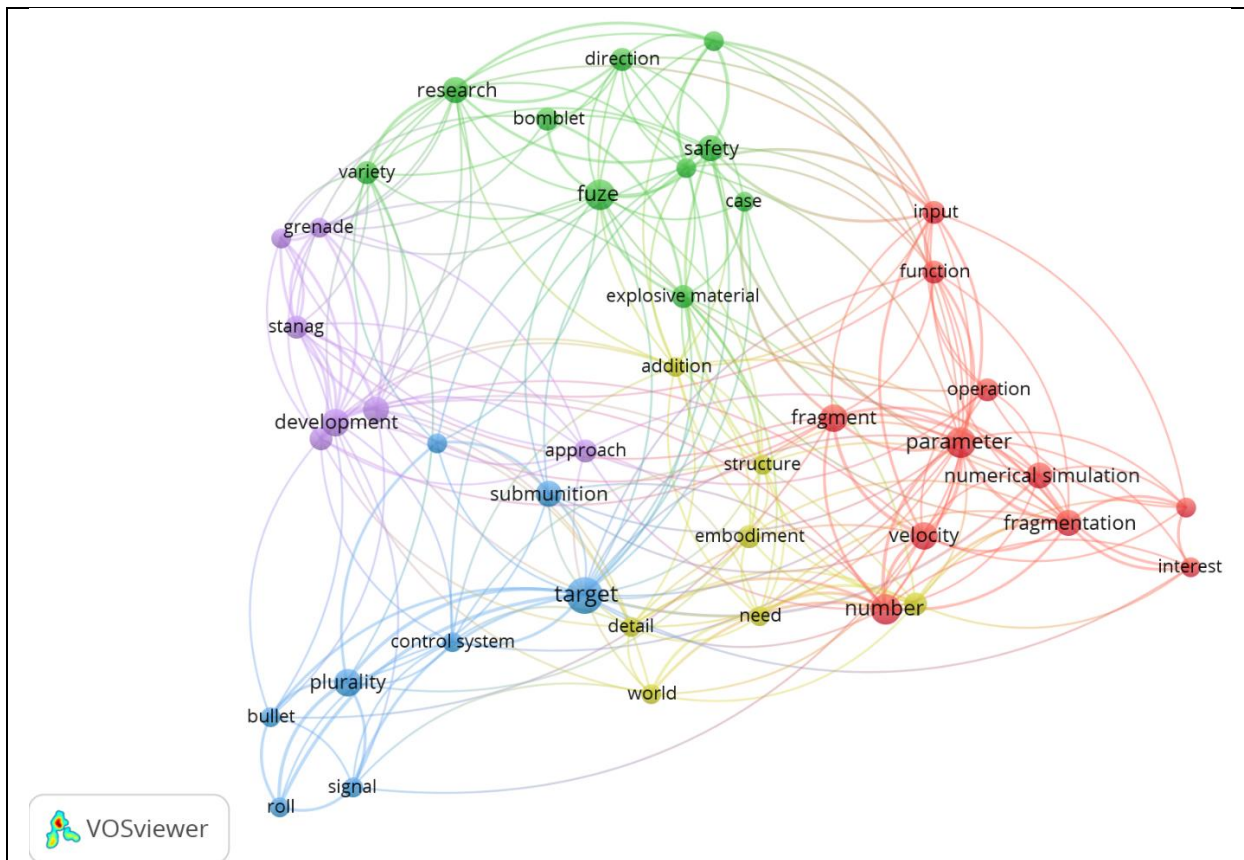 direction
research
bomblet
safety
variety
fuze
case
input
grenade
function
explosive material
stanag
addition
operation
fragment
development
parameter
approach
structure
numerical simulation
submunition
fragmentation
embodiment
velocity
interest
target
number
need
detail
control system
plurality
world
bullet
signal
roll
VOSviewer